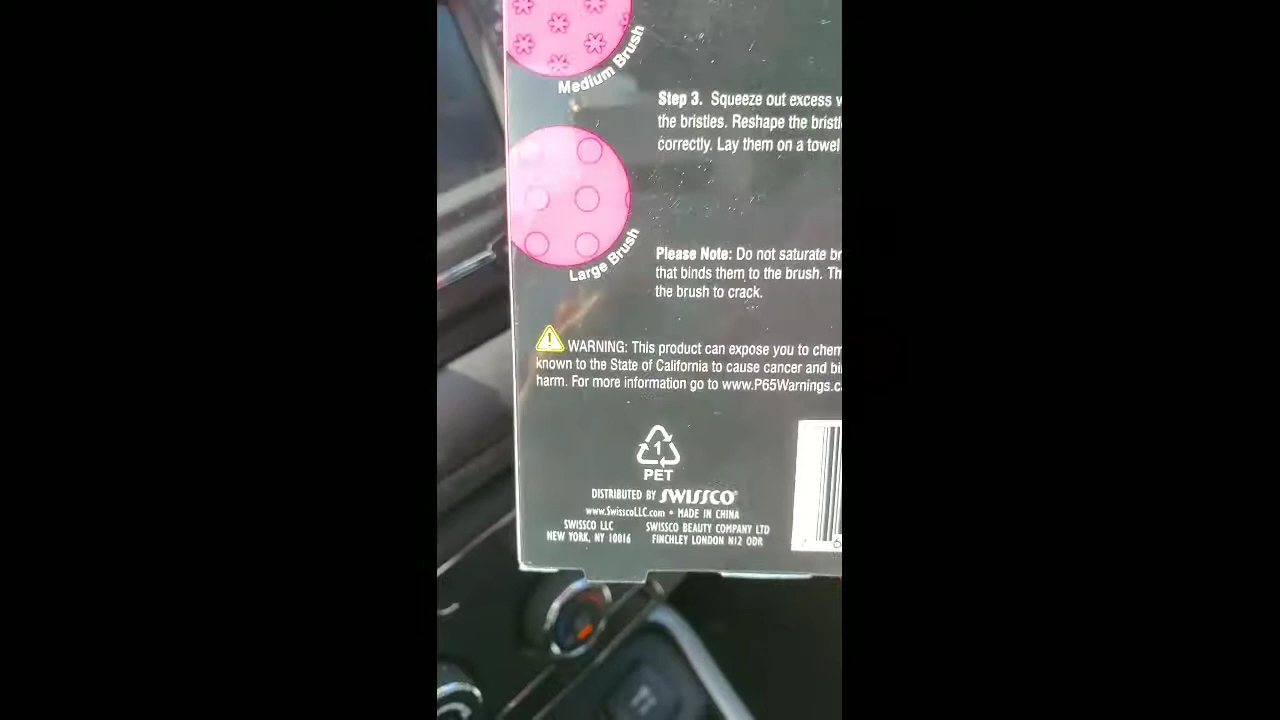 Medium Brush
Step 3. Squeeze out excess
the bristles. Reshape the
correctly. Lay them on a towel
Large Brush
Please Note: Do not saturate
that binds them to the brush.
the brush to crack.
WARNING: This product can expose you to
known to the State of California to cause cancer and
harm. For more information go to www.P65Warnings.
1
PET
DISTRIBUTED BY SWISSCO
www.SwisscoLLC.com • MADE IN CHINA
SWISSCO LLC SWISSCO BEAUTY COMPANY LTD
NEW YORK, NY 10016 FINCHLEY LONDON N12 0DR